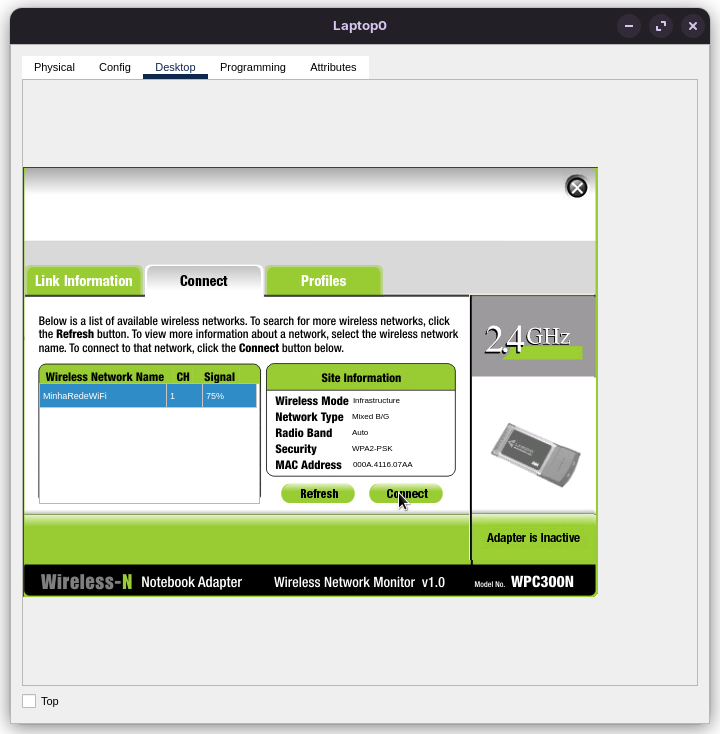 Laptop0
Physical Config Desktop Programming Attributes
Link Information Connect Profiles
Below is a list of available wireless networks. To search for more wireless networks, click
the Refresh button. To view more information about a network, select the wireless network
name. To connect to that network, click the Connect button below.
2.4GHz
Wireless Network Name CH Signal
MinhaRedeWiFi 1 75%
Site Information
Wireless Mode Infrastructure
Network Type Mixed B/G
Radio Band Auto
Security WPA2-PSK
MAC Address 000A.4116.07AA
Refresh Connect
Adapter is Inactive
Wireless-N Notebook Adapter Wireless Network Monitor v1.0 Model No. WPC300N
Top